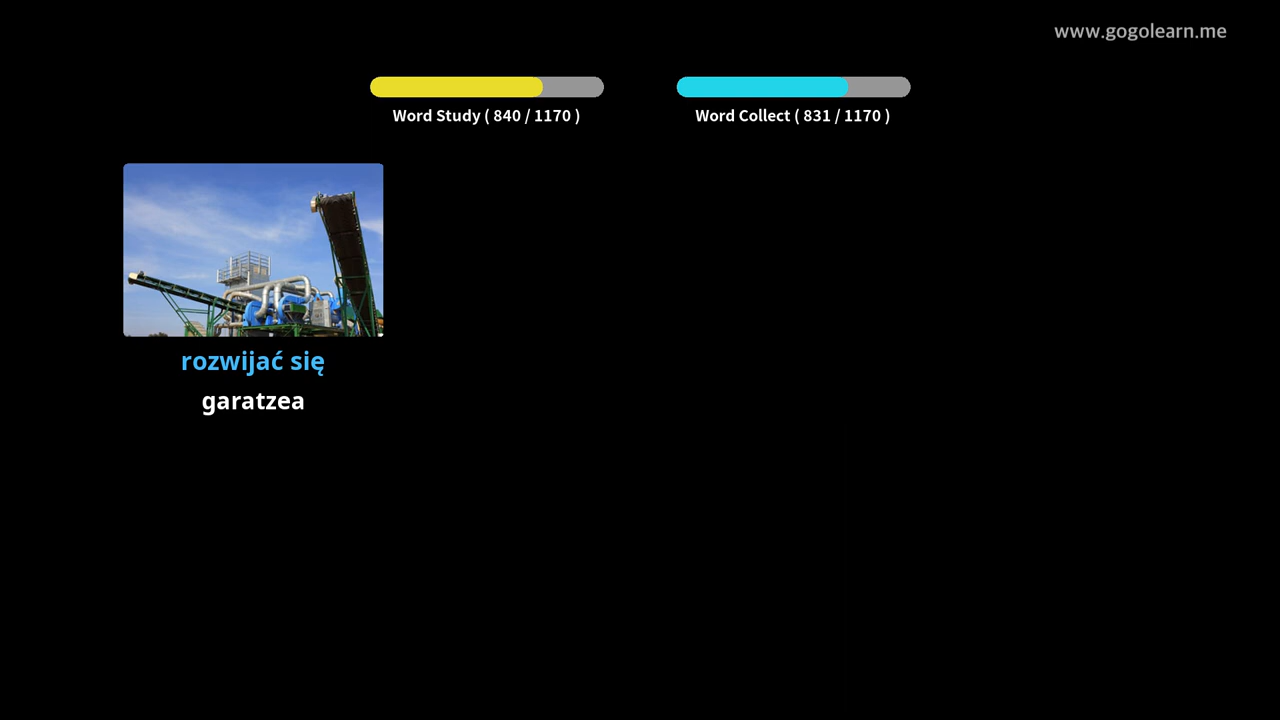 www.gogolearn.me
Word Study ( 840 / 1170 )
Word Collect ( 831 / 1170 )
rozwijać się
garatzea